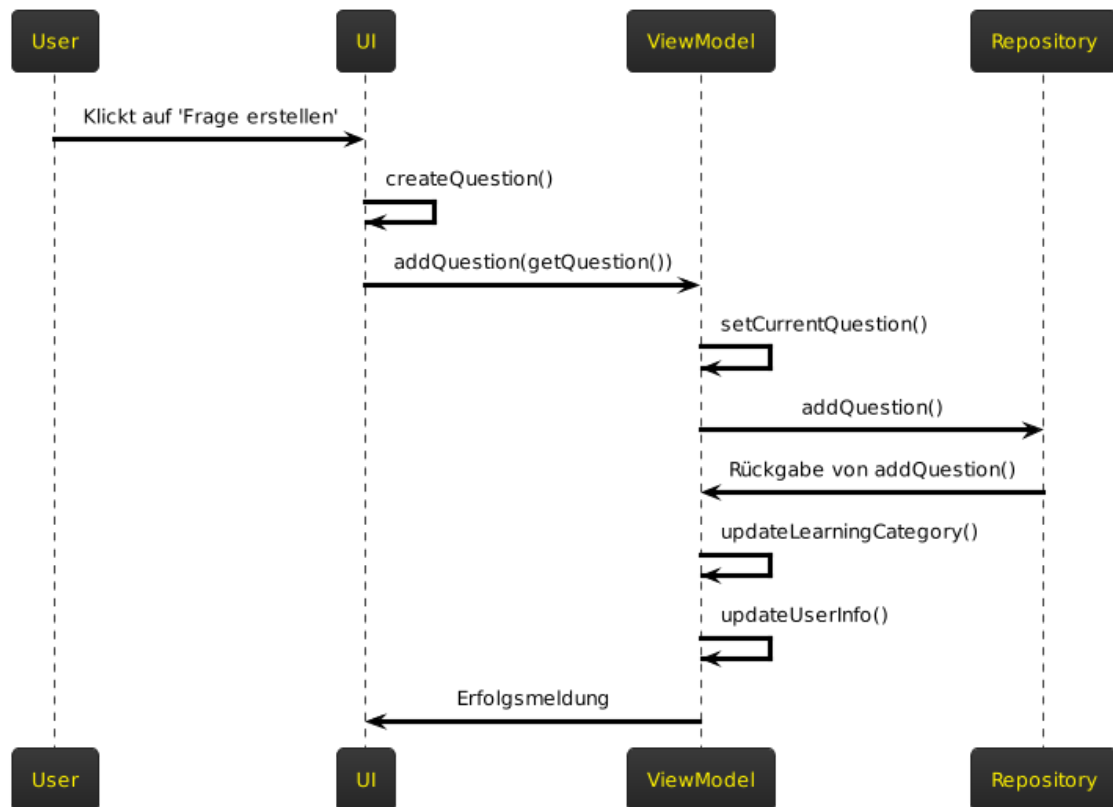 User
UI
ViewModel
Repository
Klickt auf 'Frage erstellen'
createQuestion()
addQuestion(getQuestion())
setCurrentQuestion()
addQuestion()
Rückgabe von addQuestion()
updateLearningCategory()
updateUserInfo()
Erfolgsmeldung
User
UI
ViewModel
Repository